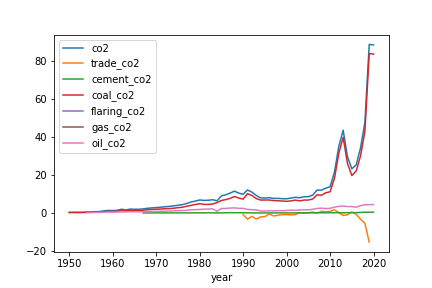 co2
trade_co2
cement_co2
coal_co2
flaring_co2
gas_co2
oil_co2
80
60
40
20
0
−20
1950 1960 1970 1980 1990 2000 2010 2020
year